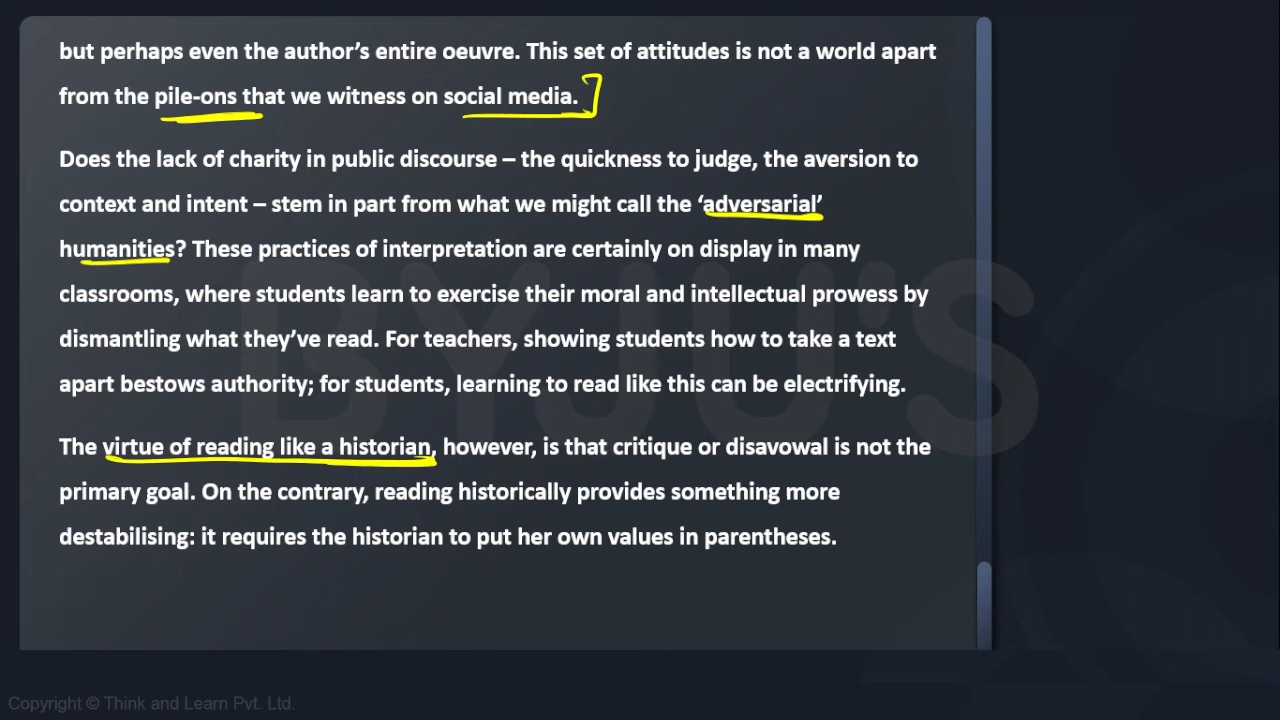 but perhaps even the author’s entire oeuvre. This set of attitudes is not a world apart
from the pile-ons that we witness on social media.
Does the lack of charity in public discourse – the quickness to judge, the aversion to
context and intent – stem in part from what we might call the ‘adversarial’
humanities? These practices of interpretation are certainly on display in many
classrooms, where students learn to exercise their moral and intellectual prowess by
dismantling what they’ve read. For teachers, showing students how to take a text
apart bestows authority; for students, learning to read like this can be electrifying.
The virtue of reading like a historian, however, is that critique or disavowal is not the
primary goal. On the contrary, reading historically provides something more
destabilising: it requires the historian to put her own values in parentheses.
BYJU'S
Copyright © Think and Learn Pvt. Ltd.